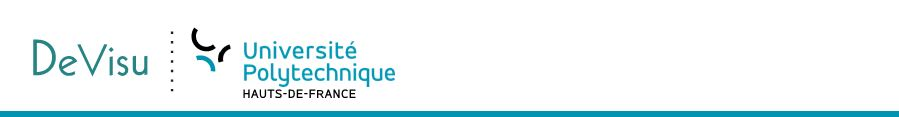 DeVisu
Université
Polytechnique
HAUTS-DE-FRANCE